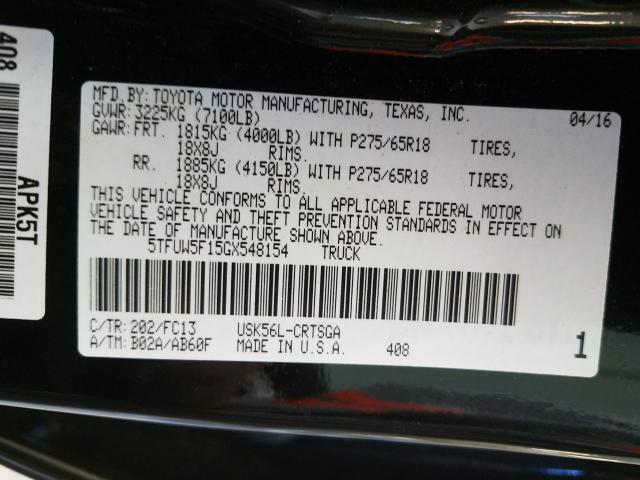 408
APK5T
MFD.BY:TOYOTA MOTOR MANUFACTURING, TEXAS, INC. 04/16
GVWR:3225KG (7100LB)
GAWR:FRT. 1815KG (4000LB) WITH P275/65R18 TIRES,
18X8J RIMS.
RR. 1885KG (4150LB) WITH P275/65R18 TIRES,
18X8J RIMS.
THIS VEHICLE CONFORMS TO ALL APPLICABLE FEDERAL MOTOR
VEHICLE SAFETY AND THEFT PREVENTION STANDARDS IN EFFECT ON
THE DATE OF MANUFACTURE SHOWN ABOVE.
5TFUW5F15GX548154 TRUCK
C/TR:202/FC13 USK56L-CRTSGA
A/TM:B02A/AB60F MADE IN U.S.A. 408 1